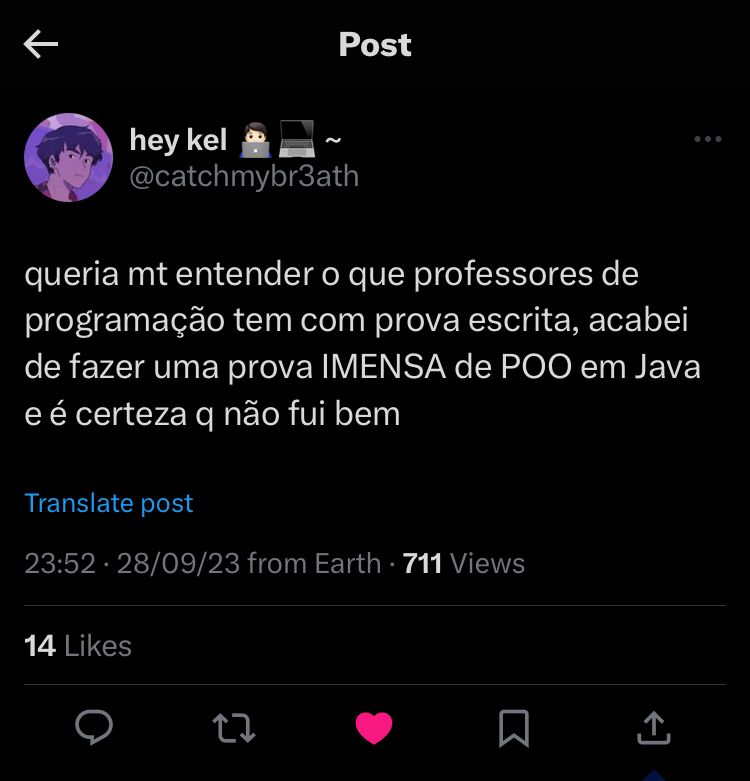 Post
hey kel 🧑🏻‍💻 💻 ~
@catchmybr3ath
queria mt entender o que professores de
programação tem com prova escrita, acabei
de fazer uma prova IMENSA de POO em Java
e é certeza q não fui bem
Translate post
23:52 · 28/09/23 from Earth · 711 Views
14 Likes